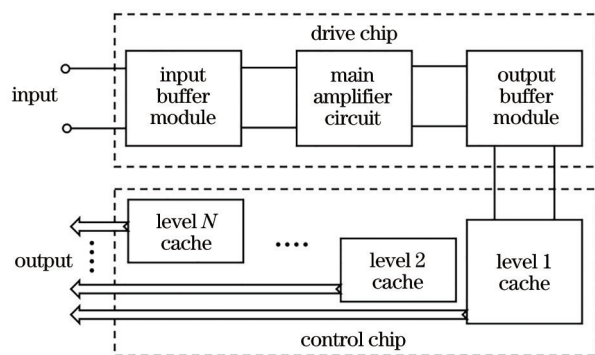 drive chip
input
input
buffer
module
main
amplifier
circuit
output
buffer
module
level N
cache
....
level 2
cache
level 1
cache
output
control chip